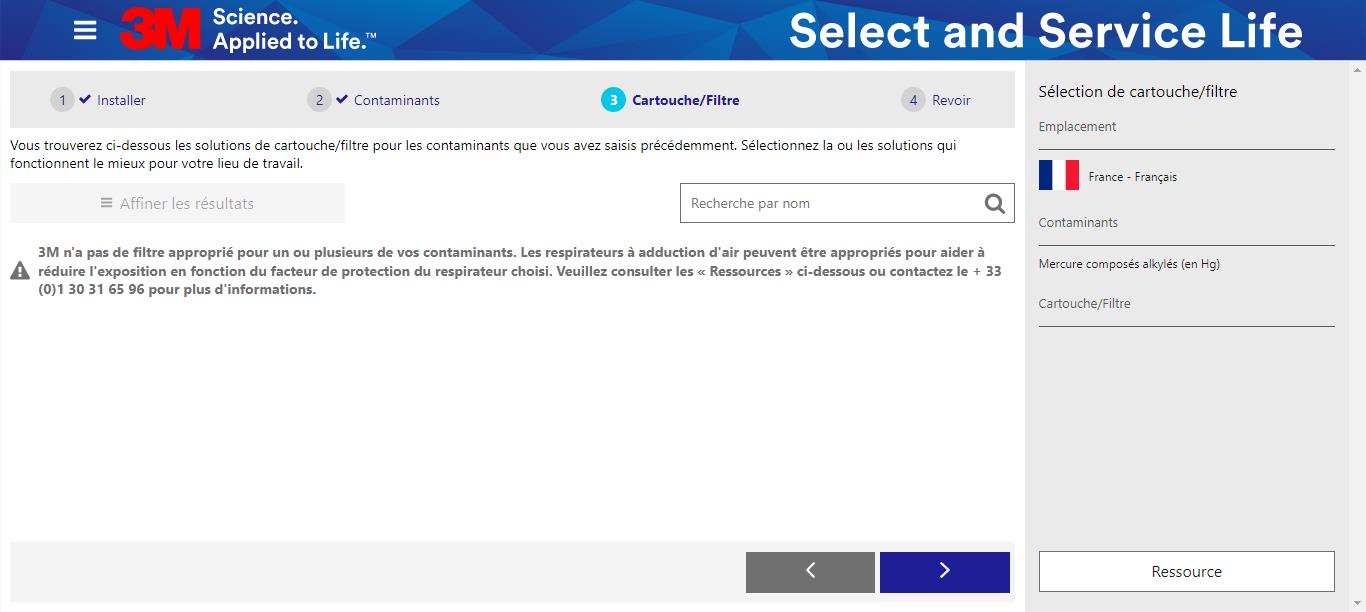 3M Science.
Applied to Life.™
Select and Service Life
1 Installer
2 Contaminants
3 Cartouche/Filtre
4 Revoir
Vous trouverez ci-dessous les solutions de cartouche/filtre pour les contaminants que vous avez saisis précédemment. Sélectionnez la ou les solutions qui
fonctionnent le mieux pour votre lieu de travail.
Affiner les résultats
Recherche par nom
3M n'a pas de filtre approprié pour un ou plusieurs de vos contaminants. Les respirateurs à adduction d'air peuvent être appropriés pour aider à
réduire l'exposition en fonction du facteur de protection du respirateur choisi. Veuillez consulter les « Ressources » ci-dessous ou contactez le + 33
(0)1 30 31 65 96 pour plus d'informations.
Sélection de cartouche/filtre
Emplacement
France - Français
Contaminants
Mercure composés alkylés (en Hg)
Cartouche/Filtre
Ressource